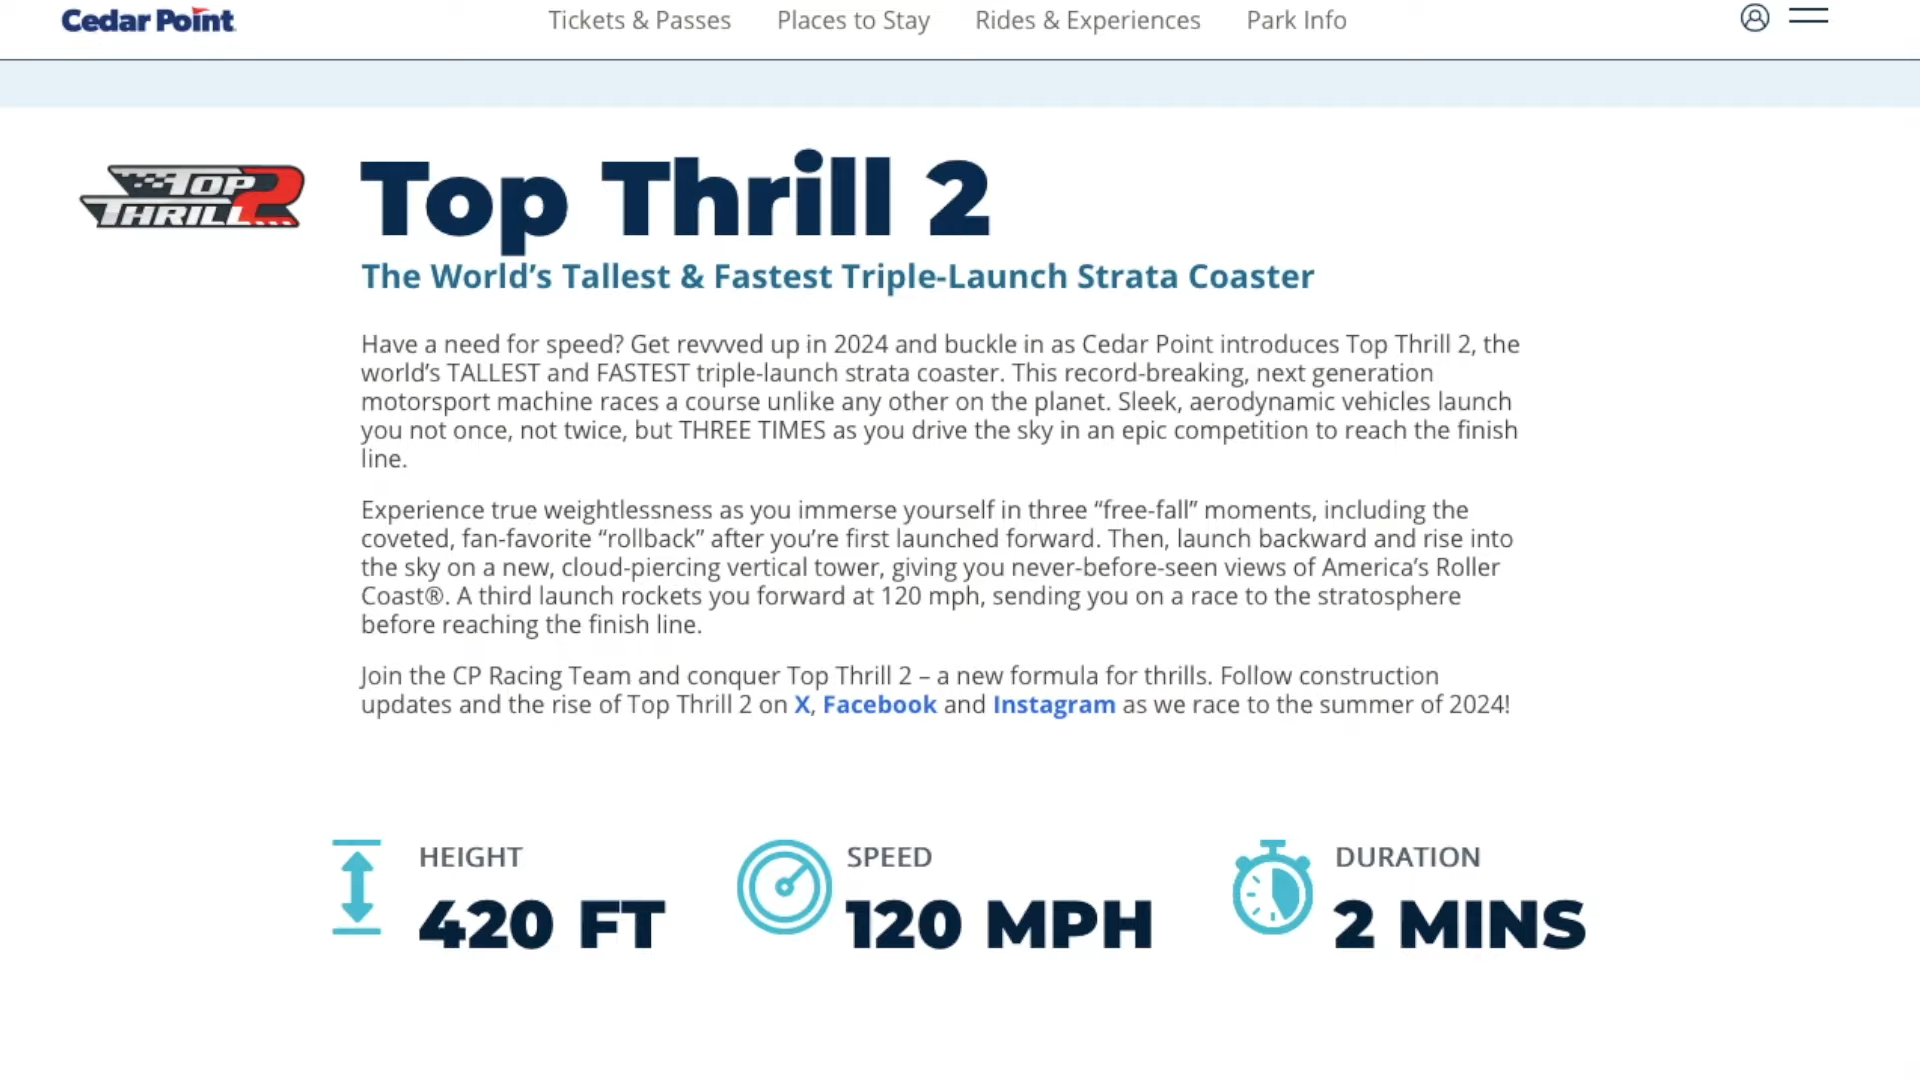 Cedar Point
Tickets & Passes
Places to Stay
Rides & Experiences
Park Info
TOP
THRILL 2
Top Thrill 2
The World’s Tallest & Fastest Triple-Launch Strata Coaster
Have a need for speed? Get revvved up in 2024 and buckle in as Cedar Point introduces Top Thrill 2, the
world’s TALLEST and FASTEST triple-launch strata coaster. This record-breaking, next generation
motorsport machine races a course unlike any other on the planet. Sleek, aerodynamic vehicles launch
you not once, not twice, but THREE TIMES as you drive the sky in an epic competition to reach the finish
line.
Experience true weightlessness as you immerse yourself in three “free-fall” moments, including the
coveted, fan-favorite “rollback” after you’re first launched forward. Then, launch backward and rise into
the sky on a new, cloud-piercing vertical tower, giving you never-before-seen views of America’s Roller
Coast®. A third launch rockets you forward at 120 mph, sending you on a race to the stratosphere
before reaching the finish line.
Join the CP Racing Team and conquer Top Thrill 2 – a new formula for thrills. Follow construction
updates and the rise of Top Thrill 2 on X, Facebook and Instagram as we race to the summer of 2024!
HEIGHT
420 FT
SPEED
120 MPH
DURATION
2 MINS